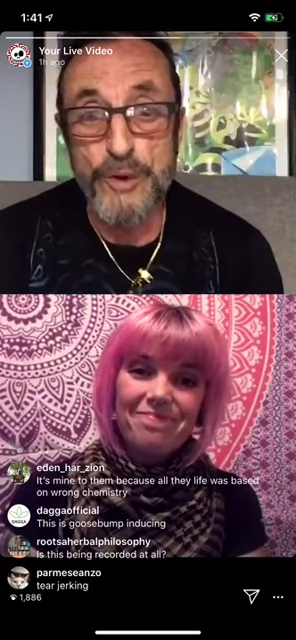 1:41
Your Live Video
1h ago
eden_har_zion
It's mine to them because all they life was based
on wrong chemistry
daggaofficial
DAGGA
This is goosebump inducing
rootsaherbalphilosophy
Is this being recorded at all?
parmeseanzo
tear jerking
1,886